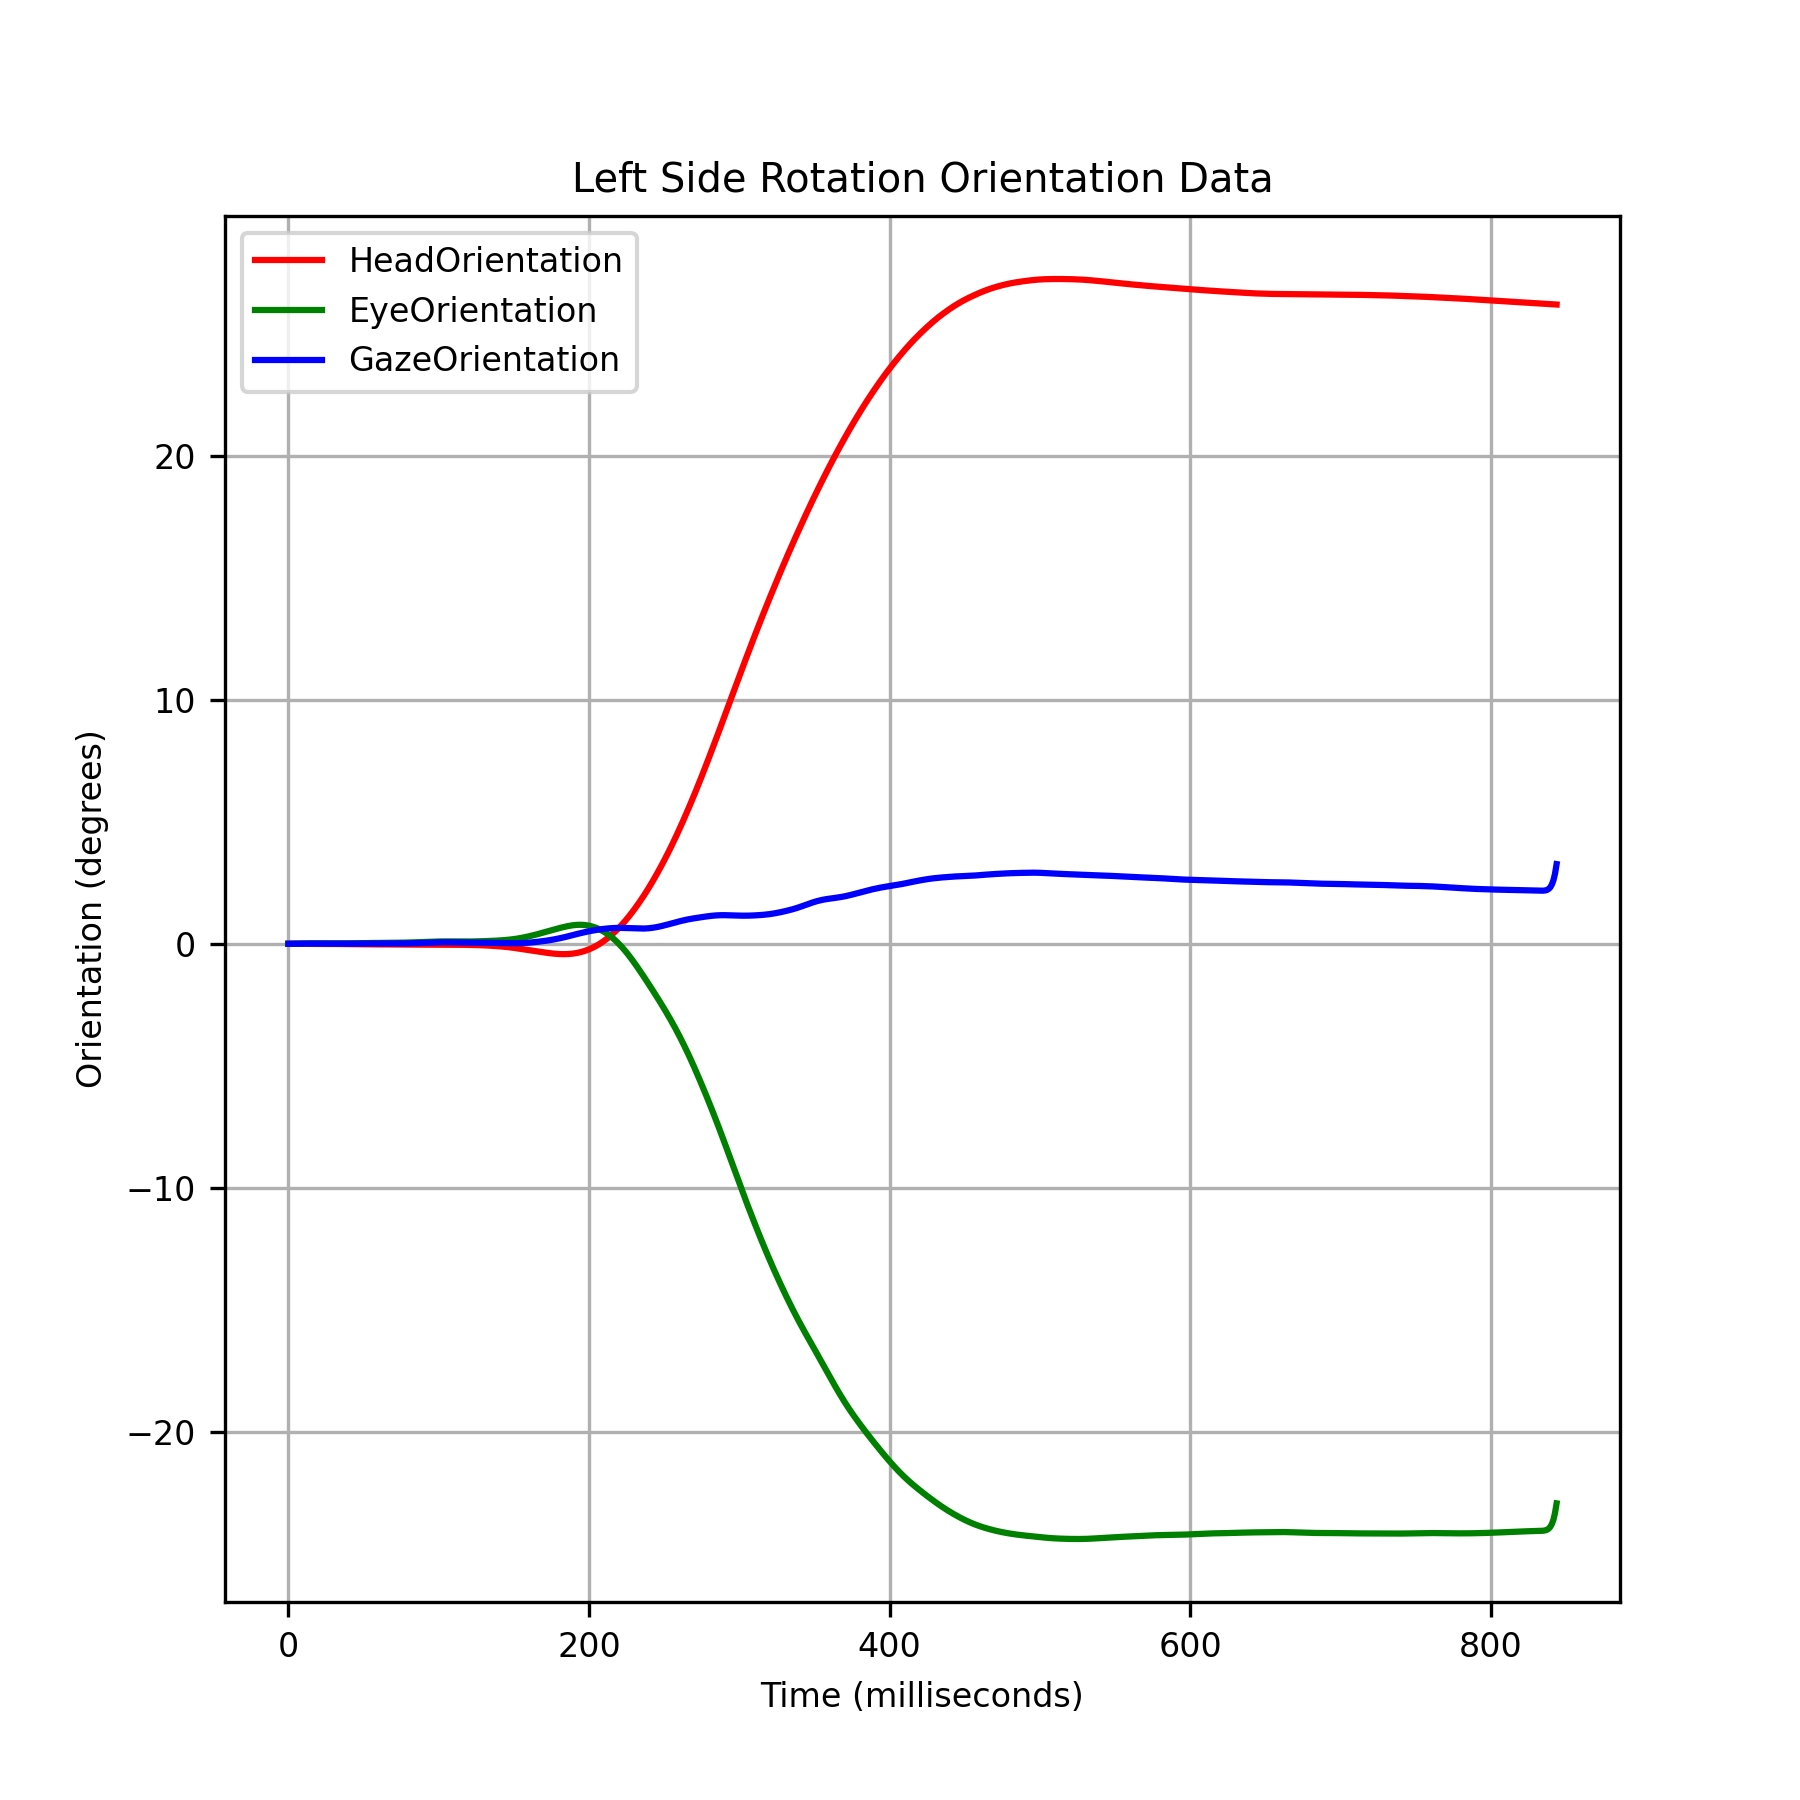 Left Side Rotation Orientation Data
HeadOrientation
EyeOrientation
GazeOrientation
20
10
0
−10
−20
Orientation (degrees)
0 200 400 600 800
Time (milliseconds)